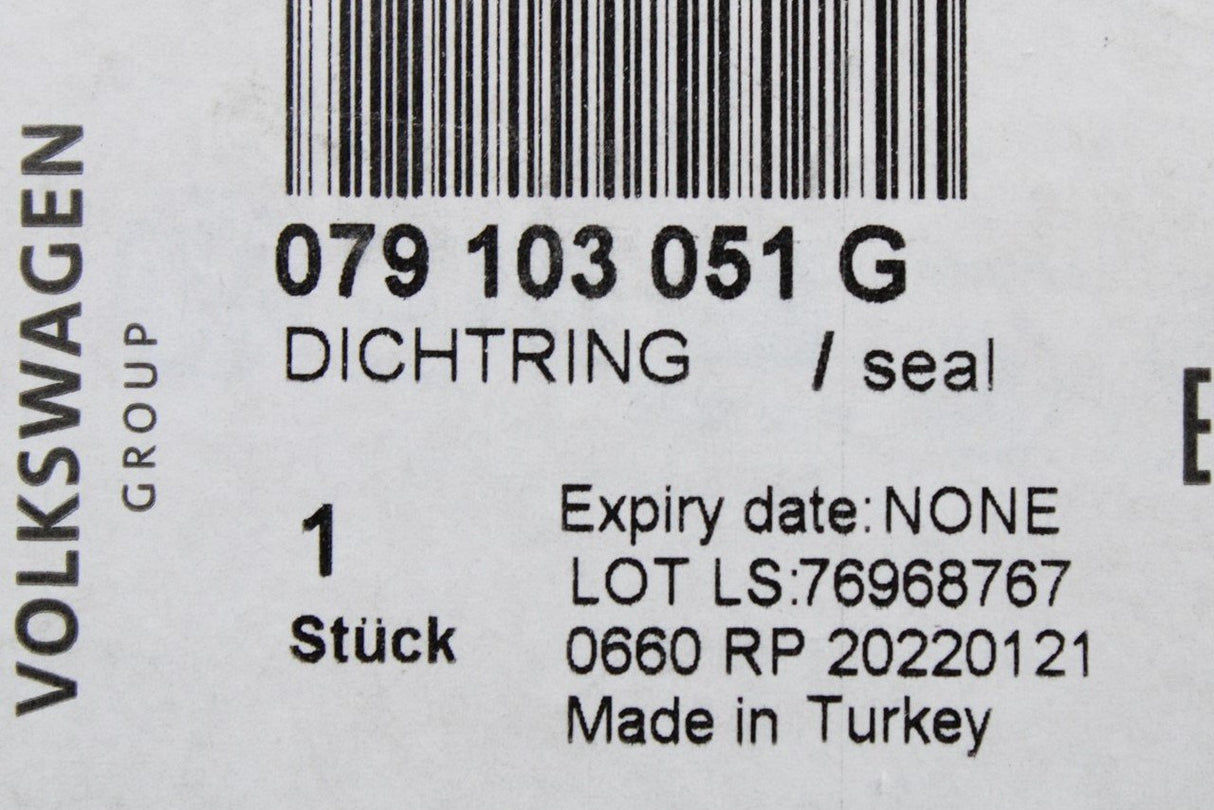 VOLKSWAGEN
GROUP
079 103 051 G
DICHTRING / seal
1
Stück
Expiry date:NONE
LOT LS:76968767
0660 RP 20220121
Made in Turkey